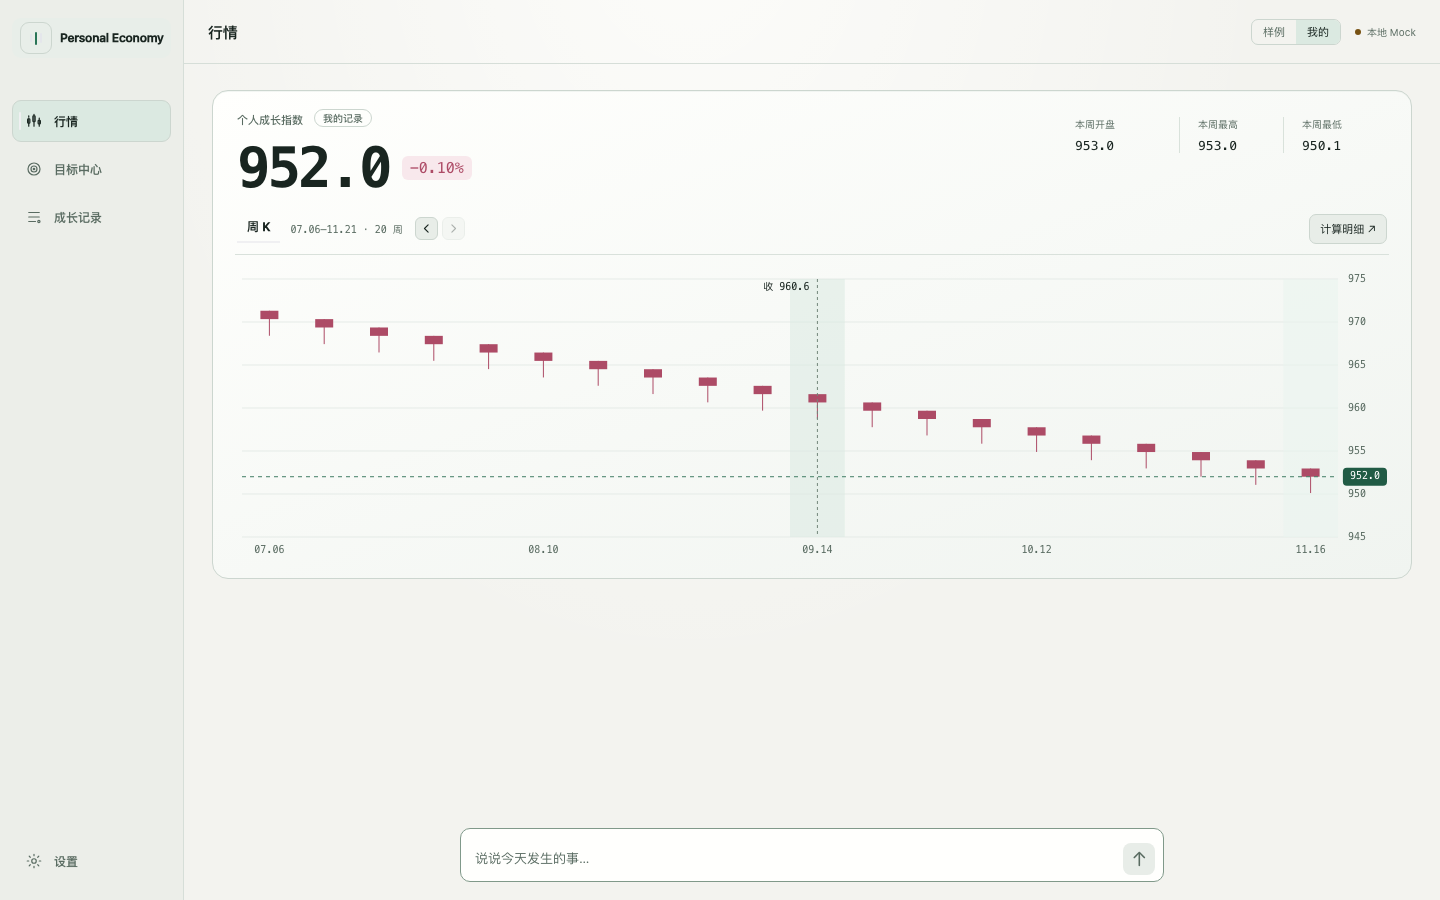 Personal Economy
行情
目标中心
成长记录
设置
行情
样例
我的
本地 Mock
个人成长指数
我的记录
952.0
−0.10%
本周开盘
953.0
本周最高
953.0
本周最低
950.1
周 K
07.06—11.21 · 20 周
计算明细
收 960.6
975
970
965
960
955
952.0
950
945
07.06
08.10
09.14
10.12
11.16
说说今天发生的事...